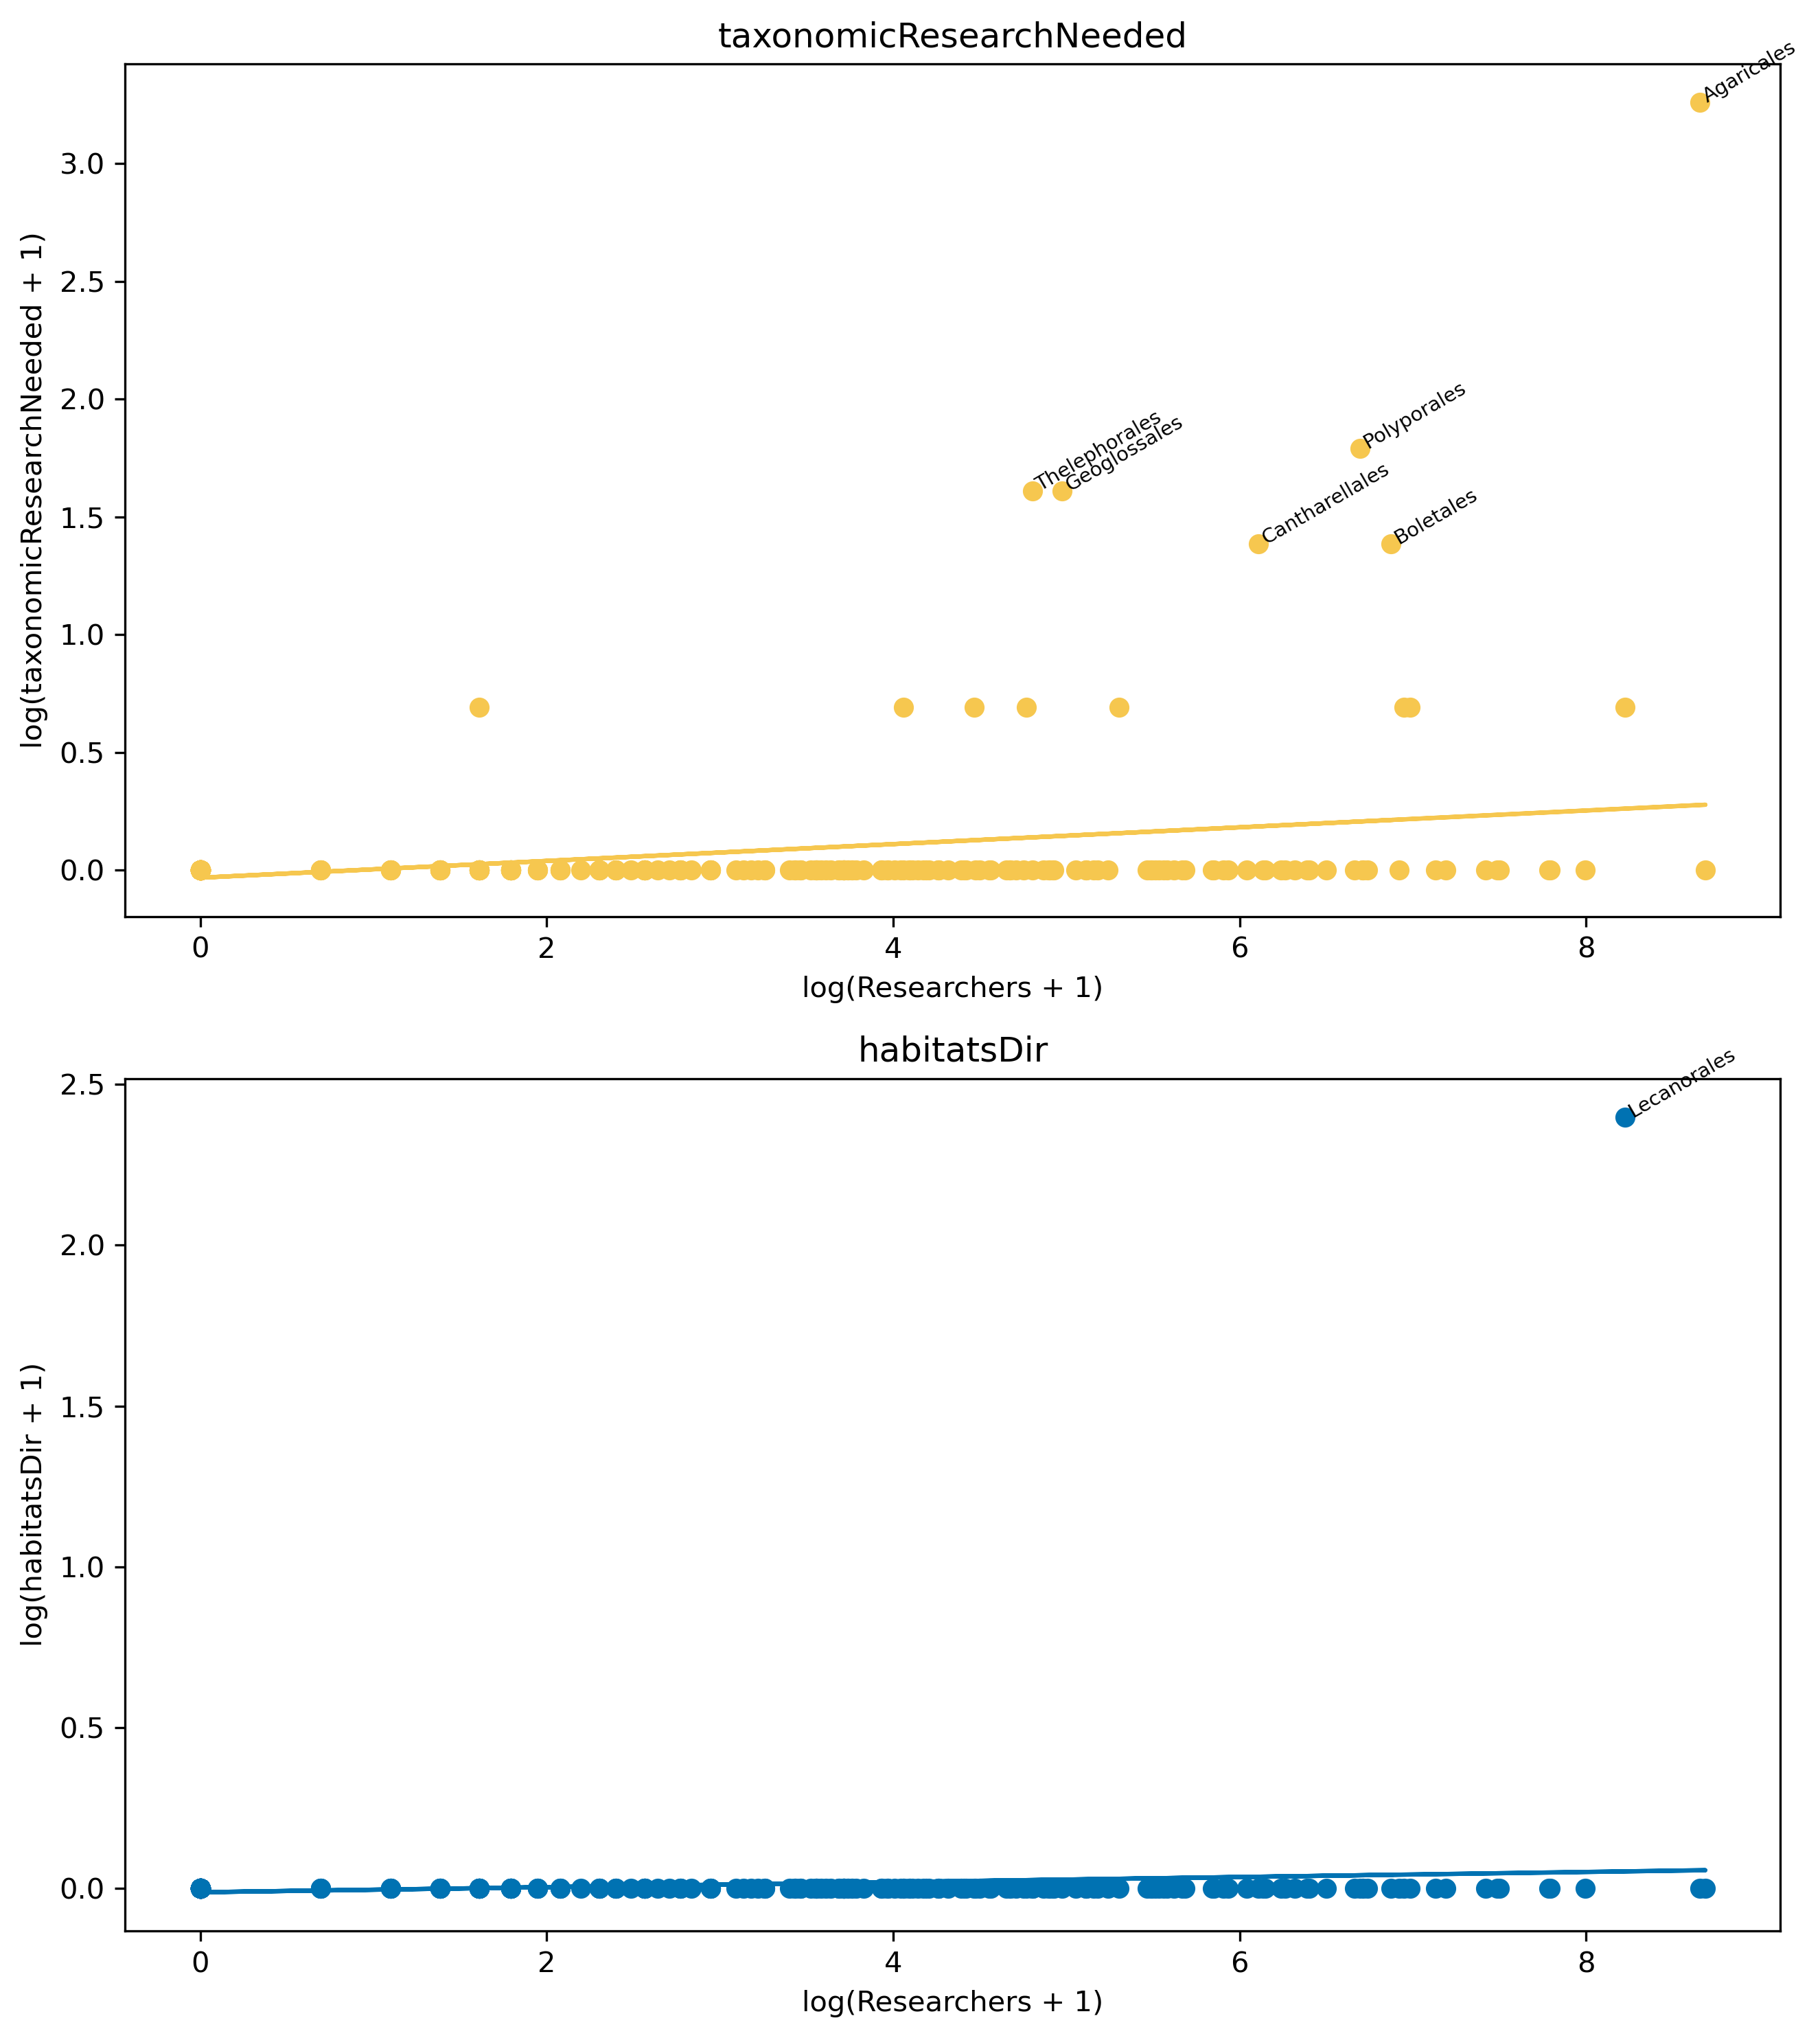 taxonomicResearchNeeded
Agaricales
3.0
2.5
2.0
1.5
1.0
0.5
0.0
log(taxonomicResearchNeeded + 1)
Polyporales
Thelephorales
Geoglossales
Cantharellales
Boletales
0 2 4 6 8
log(Researchers + 1)
habitatsDir
Lecanorales
2.5
2.0
1.5
1.0
0.5
0.0
log(habitatsDir + 1)
0 2 4 6 8
log(Researchers + 1)